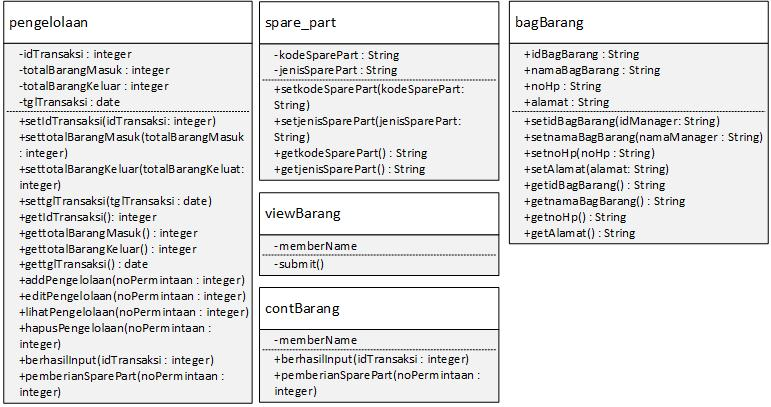 pengelolaan
-idTransaksi : integer
-totalBarangMasuk : integer
-totalBarangKeluar : integer
-tglTransaksi : date
+setIdTransaksi(idTransaksi: integer)
+settotalBarangMasuk(totalBarangMasuk
: integer)
+settotalBarangKeluar(totalBarangKeluat:
integer)
+settglTransaksi(tglTransaksi : date)
+getIdTransaksi(): integer
+gettotalBarangMasuk() : integer
+gettotalBarangKeluar() : integer
+gettglTransaksi() : date
+addPengelolaan(noPermintaan : integer)
+editPengelolaan(noPermintaan : integer)
+lihatPengelolaan(noPermintaan : integer)
+hapusPengelolaan(noPermintaan :
integer)
+berhasilInput(idTransaksi : integer)
+pemberianSparePart(noPermintaan :
integer)
spare_part
-kodeSparePart : String
-jenisSparePart : String
+setkodeSparePart(kodeSparePart:
String)
+setjenisSparePart(jenisSparePart:
String)
+getkodeSparePart() : String
+getjenisSparePart() : String
viewBarang
-memberName
-submit()
contBarang
-memberName
+berhasilInput(idTransaksi : integer)
+pemberianSparePart(noPermintaan :
integer)
bagBarang
+idBagBarang : String
+namaBagBarang : String
+noHp : String
+alamat : String
+setidBagBarang(idManager: String)
+setnamaBagBarang(namaManager : String)
+setnoHp(noHp : String)
+setAlamat(alamat: String)
+getidBagBarang() : String
+getnamaBagBarang() : String
+getnoHp() : String
+getAlamat() : String